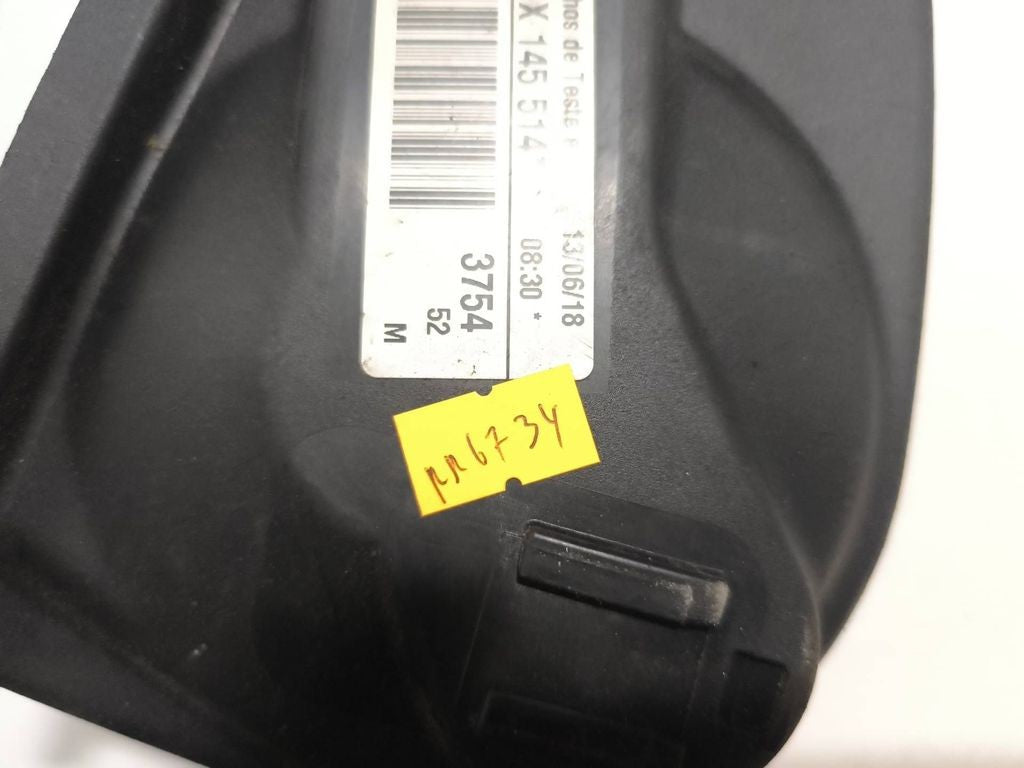 hos de Teste F 13/06/18
X 145 514* 08:30 *
3754
52
M
RR6734